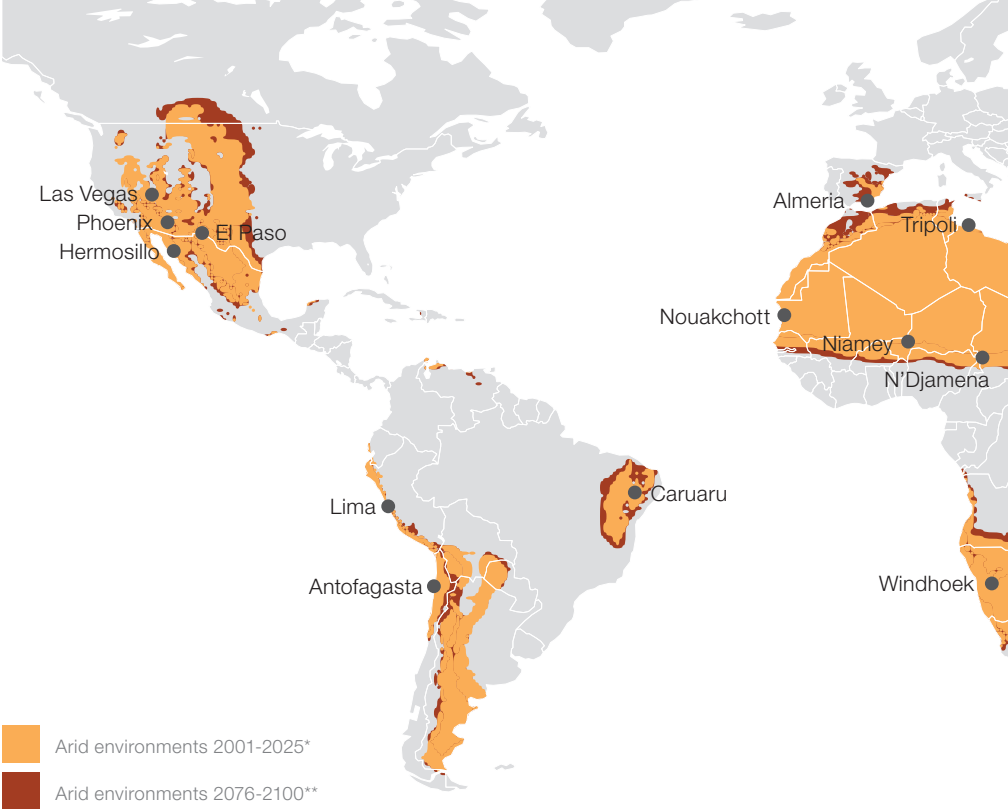 Las Vegas
Phoenix
El Paso
Hermosillo
Almeria
Tripoli
Nouakchott
Niamey
N'Djamena
Lima
Caruaru
Antofagasta
Windhoek
Arid environments 2001-2025*
Arid environments 2076-2100**